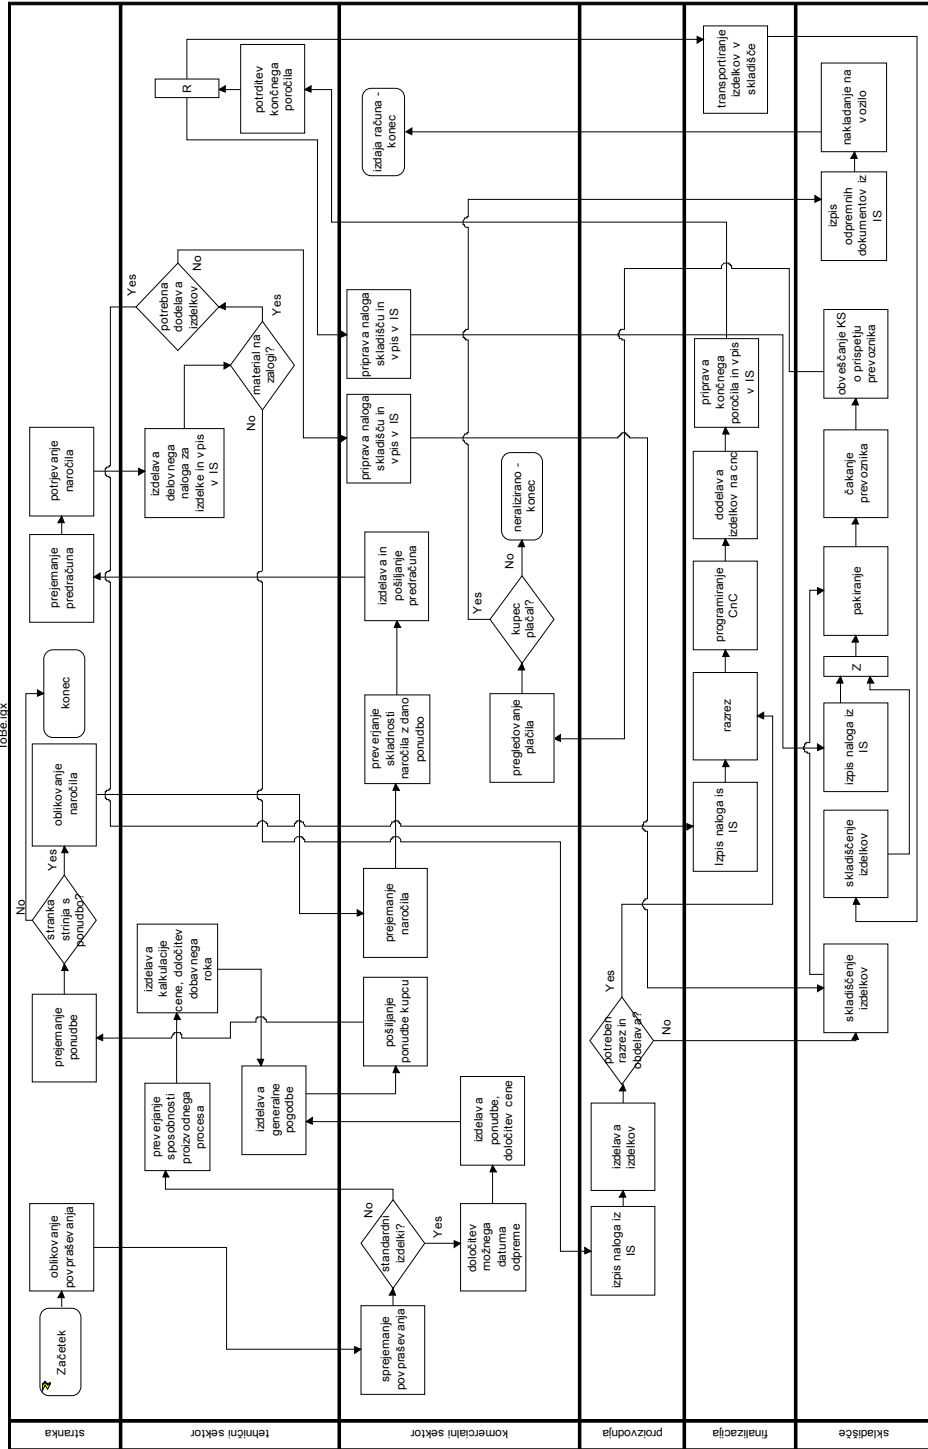 ToBe.igx
stranka
Začetek
oblikovanje
povpraševanja
prejemanje
ponudbe
stranka
strinja s
ponudbo?
No
Yes
oblikovanje
naročila
konec
prejemanje
predračuna
potrjevanje
naročila
tehnični sektor
preverjanje
sposobnosti
proizvodnega
procesa
izdelava
kalkulacije
cene, določitev
dobavnega
roka
izdelava
generalne
pogodbe
izdelava
delovnega
naloga za
izdelke in vpis
v IS
material na
zalogi?
No
Yes
potrebna
dodelava
izdelkov
Yes
No
potrditev
končnega
poročila
R
komercialni sektor
sprejemanje
povpraševanja
standardni
izdelki?
No
Yes
določitev
možnega
datuma
odpreme
izdelava
ponudbe,
določitev cene
pošiljanje
ponudbe kupcu
prejemanje
naročila
preverjanje
skladnosti
naročila z dano
ponudbo
izdelava in
pošiljanje
predračuna
pregledovanje
plačila
kupec
plačal?
Yes
No
neralizirano -
konec
priprava naloga
skladišču in
vpis v IS
priprava naloga
skladišču in
vpis v IS
izdaja računa -
konec
proizvodnja
izpis naloga iz
IS
izdelava
izdelkov
potreben
razrez in
obdelava?
Yes
No
finalizacija
Izpis naloga is
IS
razrez
programiranje
CnC
dodelava
izdelkov na cnc
priprava
končnega
poročila in vpis
v IS
transportiranje
izdelkov v
skladišče
skladišče
skladiščenje
izdelkov
skladiščenje
izdelkov
izpis naloga iz
IS
Z
pakiranje
čakanje
prevoznika
obveščanje KS
o prispetju
prevoznika
izpis
odpremnih
dokumentov iz
IS
nakladanje na
vozilo